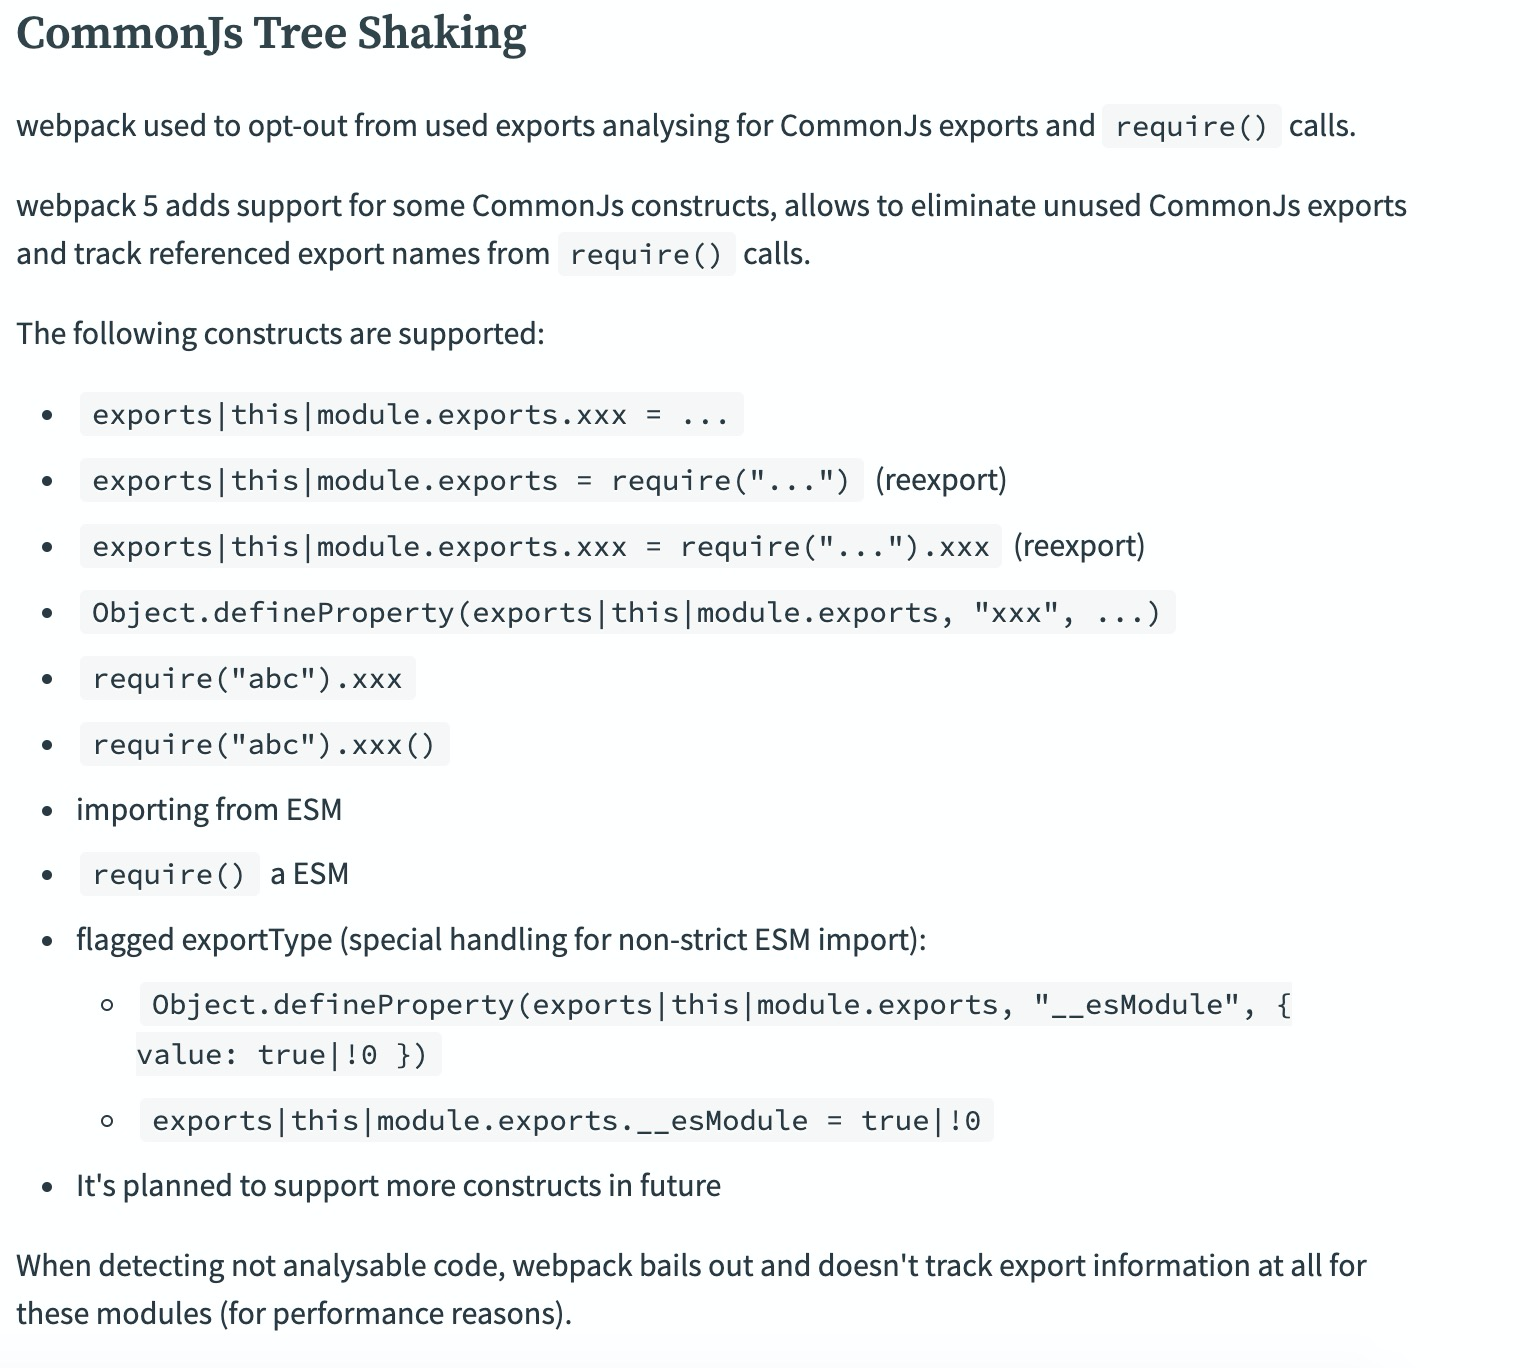 CommonJs Tree Shaking
webpack used to opt-out from used exports analysing for CommonJs exports and require() calls.
webpack 5 adds support for some CommonJs constructs, allows to eliminate unused CommonJs exports
and track referenced export names from require() calls.
The following constructs are supported:
• exports|this|module.exports.xxx = ...
• exports|this|module.exports = require("...") (reexport)
• exports|this|module.exports.xxx = require("...").xxx (reexport)
• Object.defineProperty(exports|this|module.exports, "xxx", ...)
• require("abc").xxx
• require("abc").xxx()
• importing from ESM
• require() a ESM
• flagged exportType (special handling for non-strict ESM import):
◦ Object.defineProperty(exports|this|module.exports, "__esModule", {
value: true|!0 })
◦ exports|this|module.exports.__esModule = true|!0
• It's planned to support more constructs in future
When detecting not analysable code, webpack bails out and doesn't track export information at all for
these modules (for performance reasons).